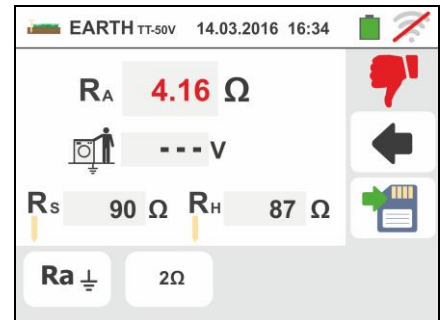 EARTH TT-50V 14.03.2016 16:34
RA 4.16 Ω
- - - V
Rs 90 Ω RH 87 Ω
Ra ⏚ 2Ω